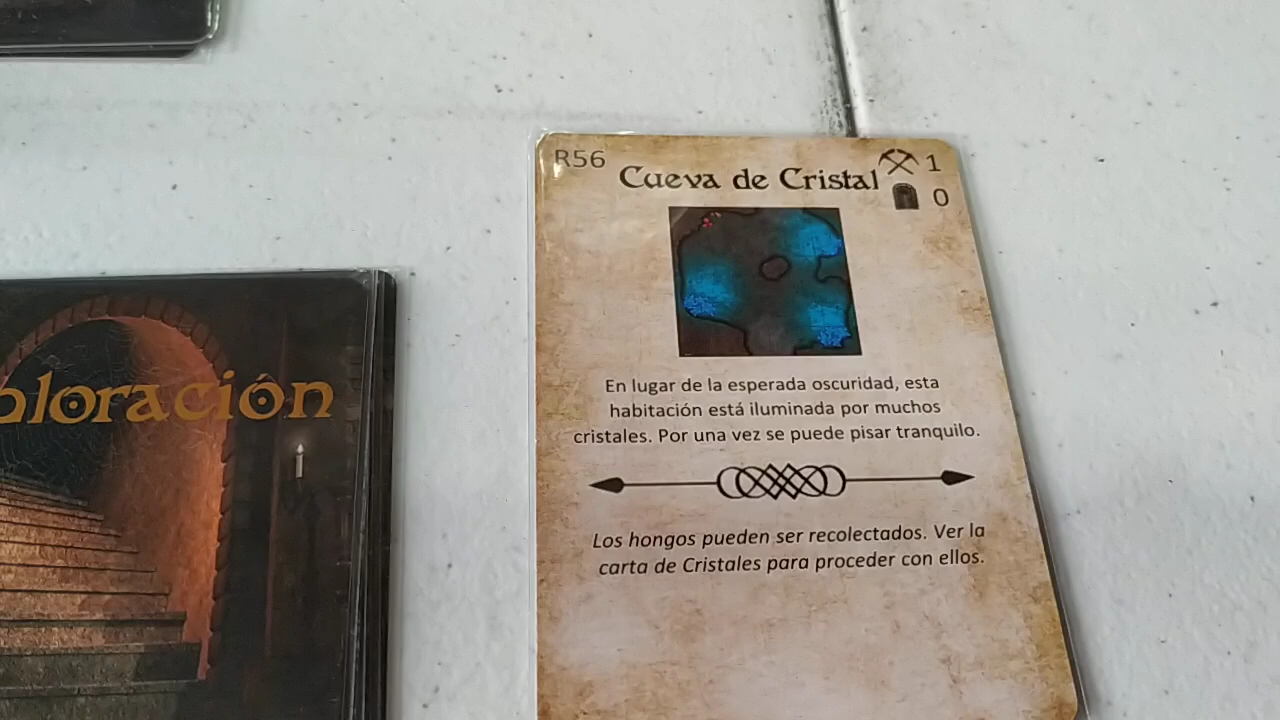 R56
Cueva de Cristal
1
0
En lugar de la esperada oscuridad, esta
habitación está iluminada por muchos
cristales. Por una vez se puede pisar tranquilo.
Los hongos pueden ser recolectados. Ver la
carta de Cristales para proceder con ellos.
ploración